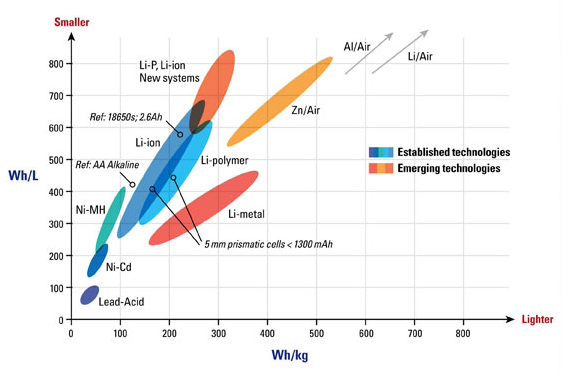 Smaller
Al/Air
Li/Air
Li-P, Li-ion
New systems
Zn/Air
Ref: 18650s; 2.6Ah
Li-ion
Li-polymer
Ref: AA Alkaline
Established technologies
Emerging technologies
Wh/L
Ni-MH
Li-metal
5 mm prismatic cells < 1300 mAh
Ni-Cd
Lead-Acid
800
700
600
500
400
300
200
100
0
0 100 200 300 400 500 600 700 800
Lighter
Wh/kg